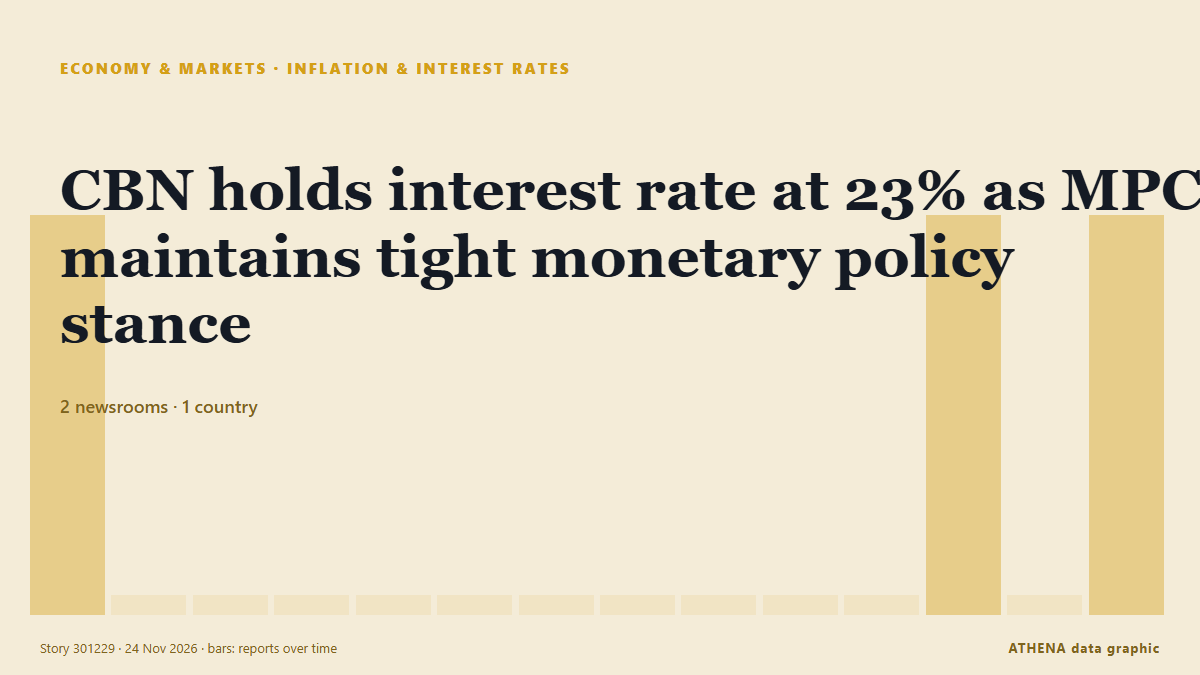 ECONOMY & MARKETS · INFLATION & INTEREST RATES
CBN holds interest rate at 23% as MPC
maintains tight monetary policy
stance
2 newsrooms · 1 country
Story 301229 · 24 Nov 2026 · bars: reports over time
ATHENA data graphic